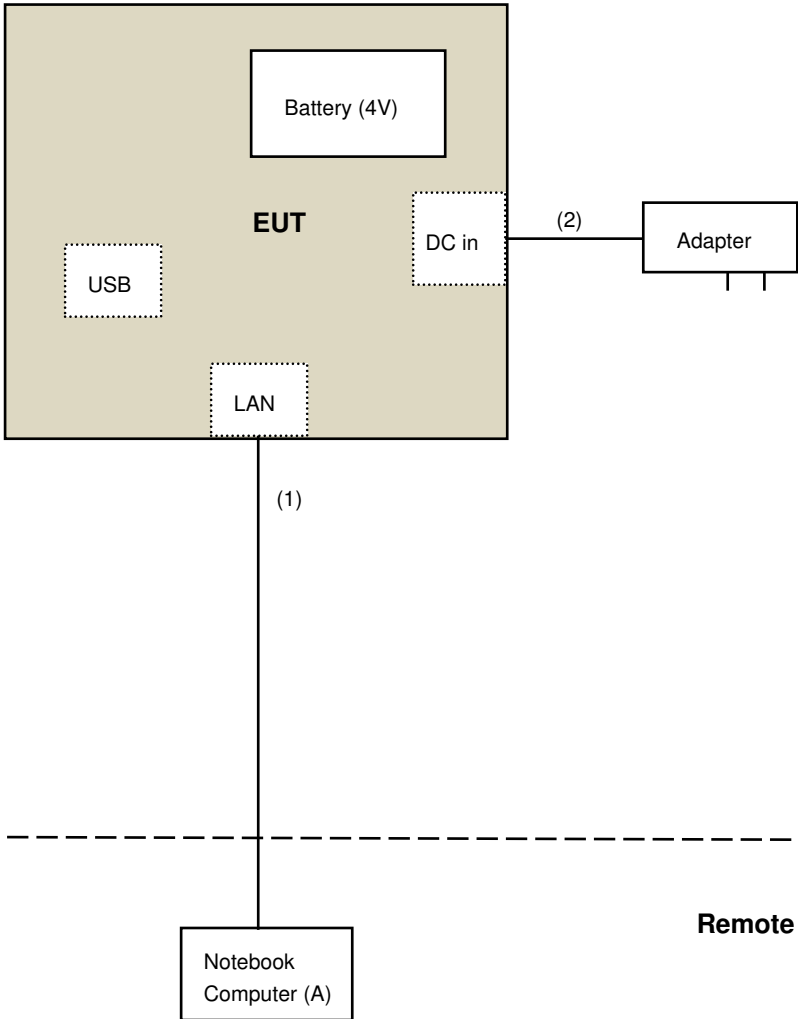 Battery (4V)
EUT
(2)
DC in
Adapter
USB
LAN
(1)
Remote
Notebook
Computer (A)